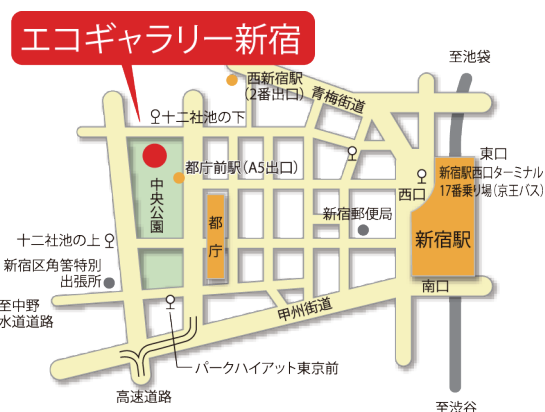 エコギャラリー新宿
至池袋
西新宿駅
(2番出口)
青梅街道
十二社池の下
東口
都庁前駅(A5出口)
新宿駅西口ターミナル
17番乗り場(京王バス)
中央公園
西口
都庁
新宿郵便局
新宿駅
十二社池の上
新宿区角筈特別
出張所
南口
至中野
水道道路
甲州街道
パークハイアット東京前
高速道路
至渋谷